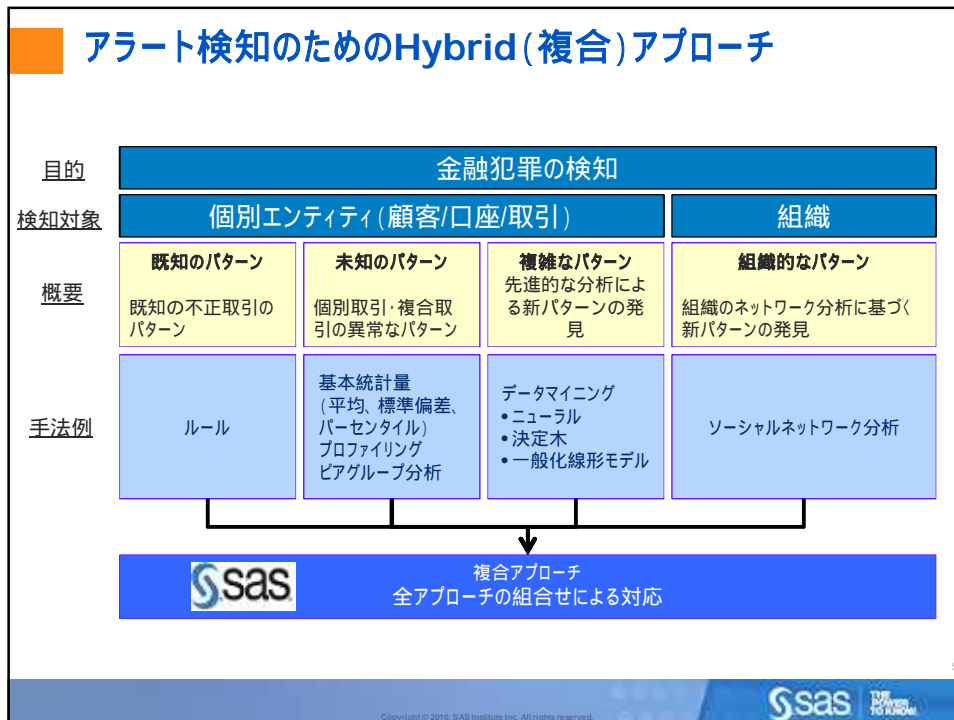 アラート検知のためのHybrid(複合)アプローチ
目的
金融犯罪の検知
検知対象
個別エンティティ(顧客/口座/取引)
組織
概要
既知のパターン
既知の不正取引の
パターン
未知のパターン
個別取引・複合取
引の異常なパターン
複雑なパターン
先進的な分析によ
る新パターンの発
見
組織的なパターン
組織のネットワーク分析に基づく
新パターンの発見
手法例
ルール
基本統計量
(平均、標準偏差、
パーセンタイル)
プロファイリング
ピアグループ分析
データマイニング
•ニューラル
•決定木
•一般化線形モデル
ソーシャルネットワーク分析
sas
複合アプローチ
全アプローチの組合せによる対応
Copyright © 2010, SAS Institute Inc. All rights reserved.
sas
THE
POWER
TO KNOW.